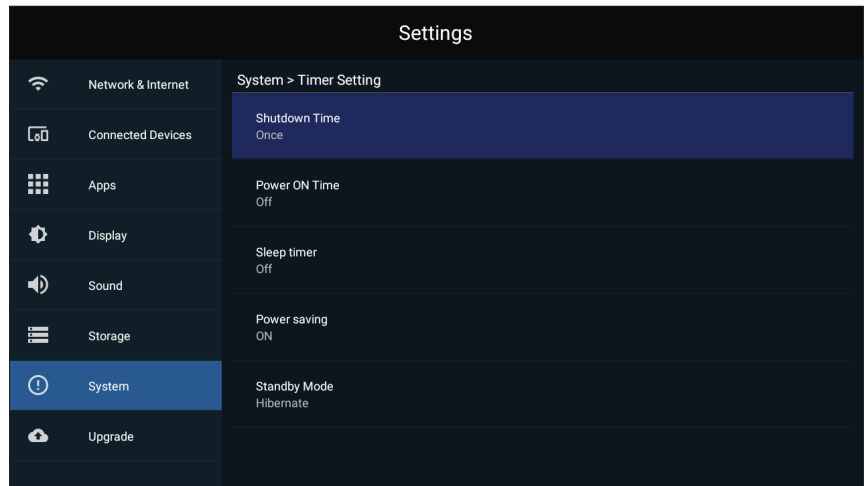 Settings
Network & Internet
Connected Devices
Apps
Display
Sound
Storage
System
Upgrade
System > Timer Setting
Shutdown Time
Once
Power ON Time
Off
Sleep timer
Off
Power saving
ON
Standby Mode
Hibernate